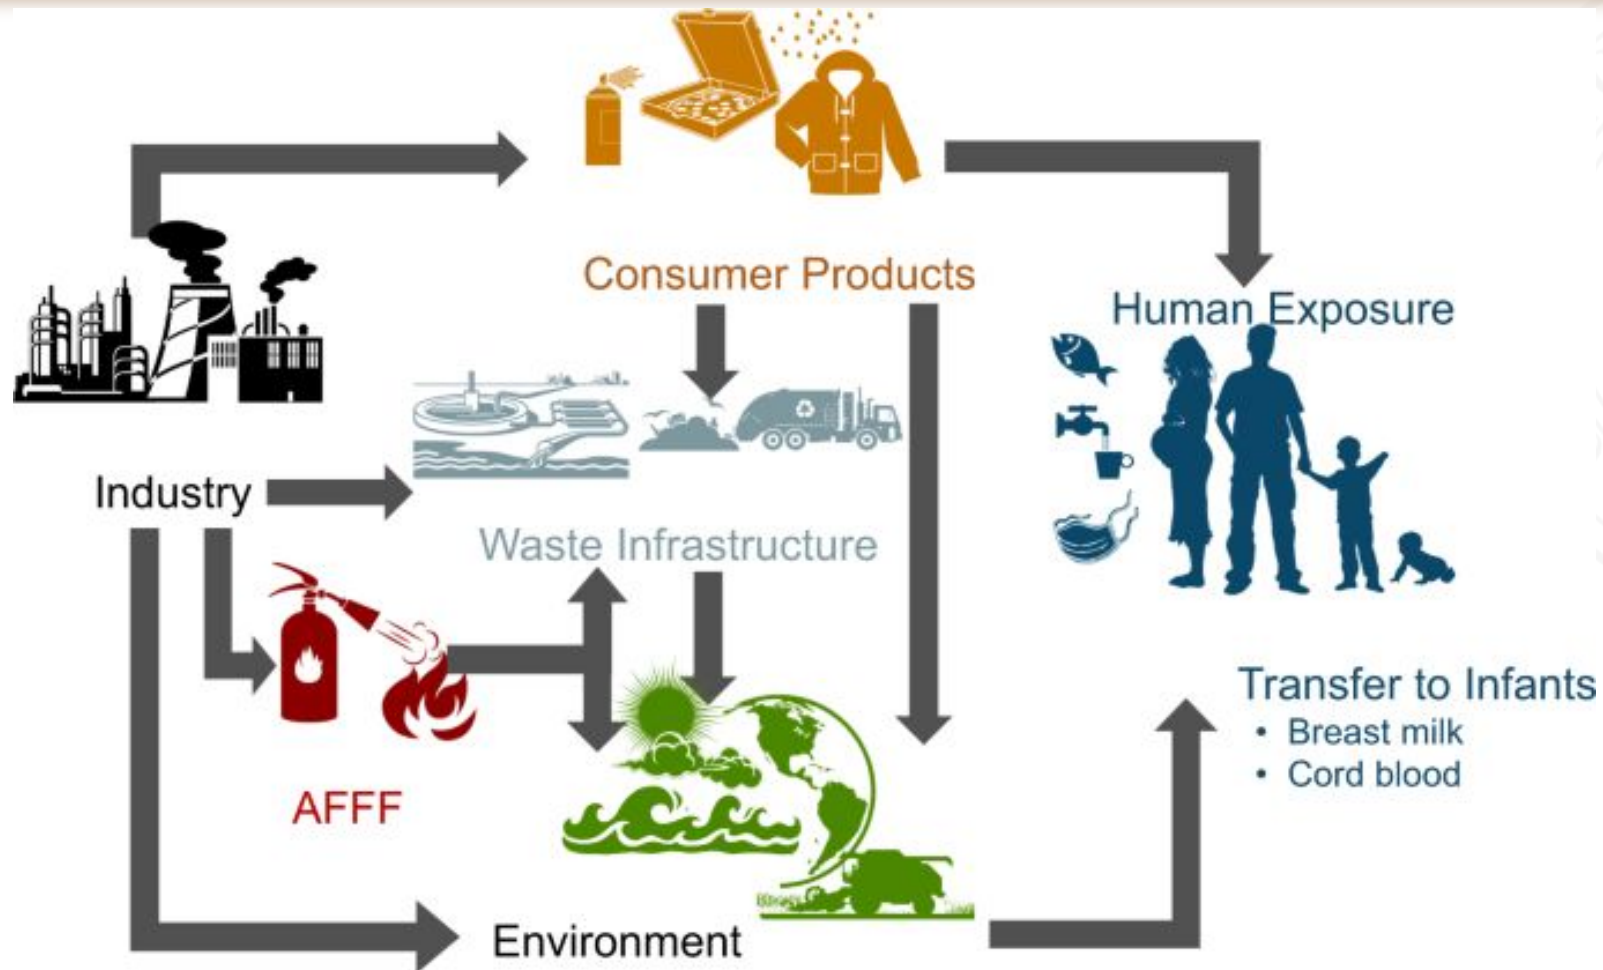 Consumer Products
Human Exposure
Industry
Waste Infrastructure
Transfer to Infants
• Breast milk
• Cord blood
AFFF
Environment